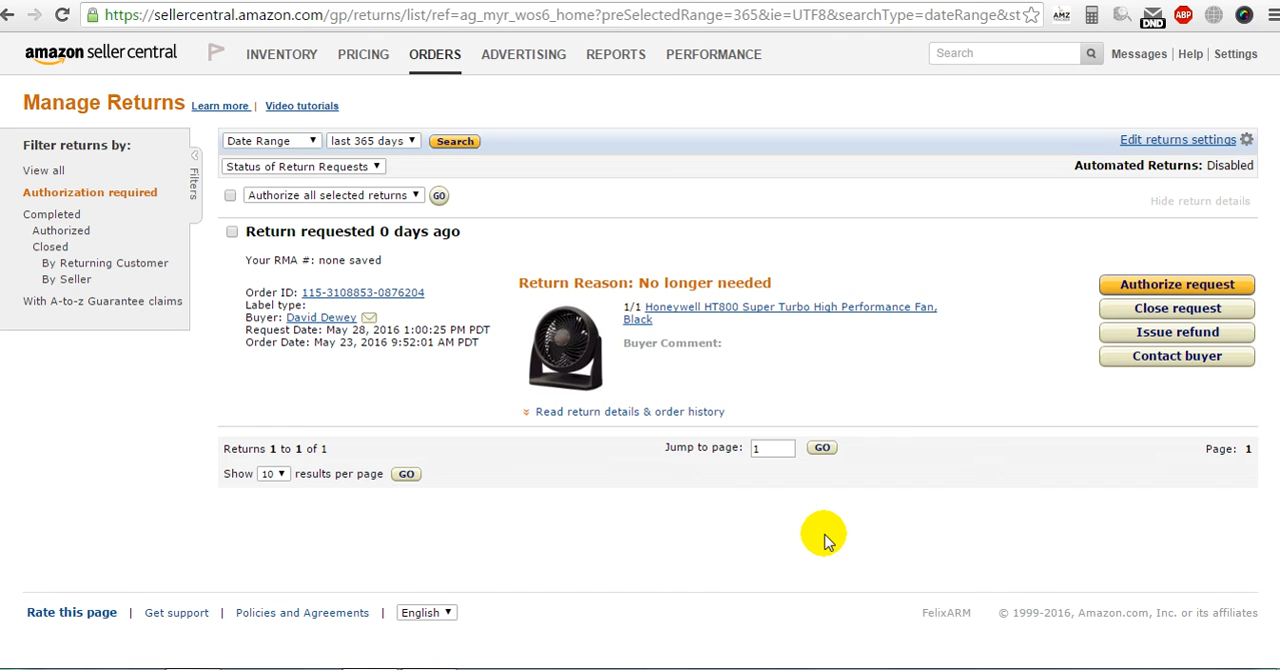 https://sellercentral.amazon.com/gp/returns/list/ref=ag_myr_wos6_home?preSelectedRange=365&ie=UTF8&searchType=dateRange&st
AMZ
DND
ABP
amazon seller central
INVENTORY PRICING ORDERS ADVERTISING REPORTS PERFORMANCE
Search
Messages | Help | Settings
Manage Returns Learn more | Video tutorials
Filter returns by:
View all
Authorization required
Completed
Authorized
Closed
By Returning Customer
By Seller
With A-to-z Guarantee claims
Filters
Date Range last 365 days Search
Edit returns settings
Status of Return Requests
Automated Returns: Disabled
Authorize all selected returns GO
Hide return details
Return requested 0 days ago
Your RMA #: none saved
Order ID: 115-3108853-0876204
Label type:
Buyer: David Dewey
Request Date: May 28, 2016 1:00:25 PM PDT
Order Date: May 23, 2016 9:52:01 AM PDT
Return Reason: No longer needed
1/1 Honeywell HT800 Super Turbo High Performance Fan,
Black
Buyer Comment:
Read return details & order history
Authorize request
Close request
Issue refund
Contact buyer
Returns 1 to 1 of 1
Jump to page: 1 GO
Page: 1
Show 10 results per page GO
Rate this page | Get support | Policies and Agreements | English
FelixARM © 1999-2016, Amazon.com, Inc. or its affiliates